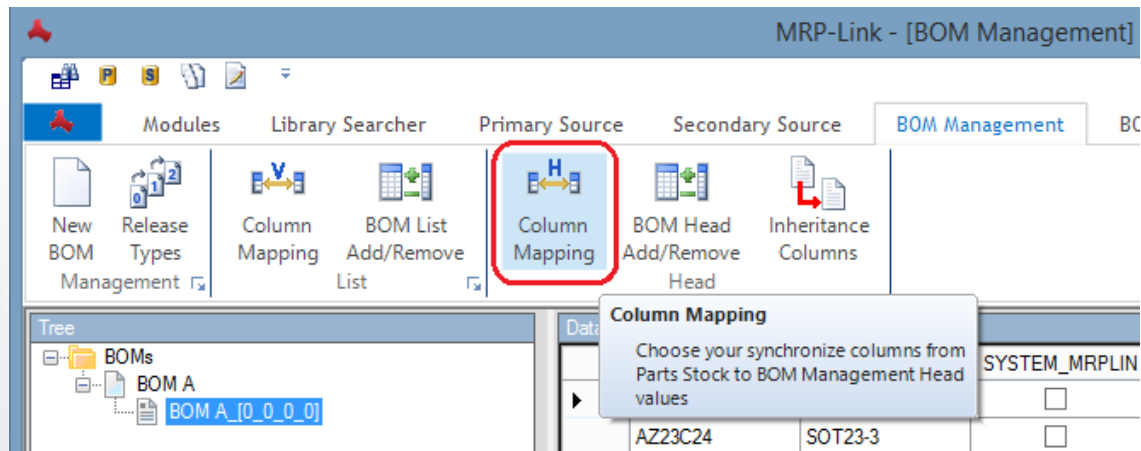 MRP-Link - [BOM Management]
Modules Library Searcher Primary Source Secondary Source BOM Management
V H
New BOM Release Types Column Mapping BOM List Add/Remove Column Mapping BOM Head Add/Remove Inheritance Columns
Management List Head
Tree
BOMs
BOM A
BOM A_[0_0_0_0]
Column Mapping
Choose your synchronize columns from
Parts Stock to BOM Management Head
values
SYSTEM_MRPLIN
AZ23C24 SOT23-3